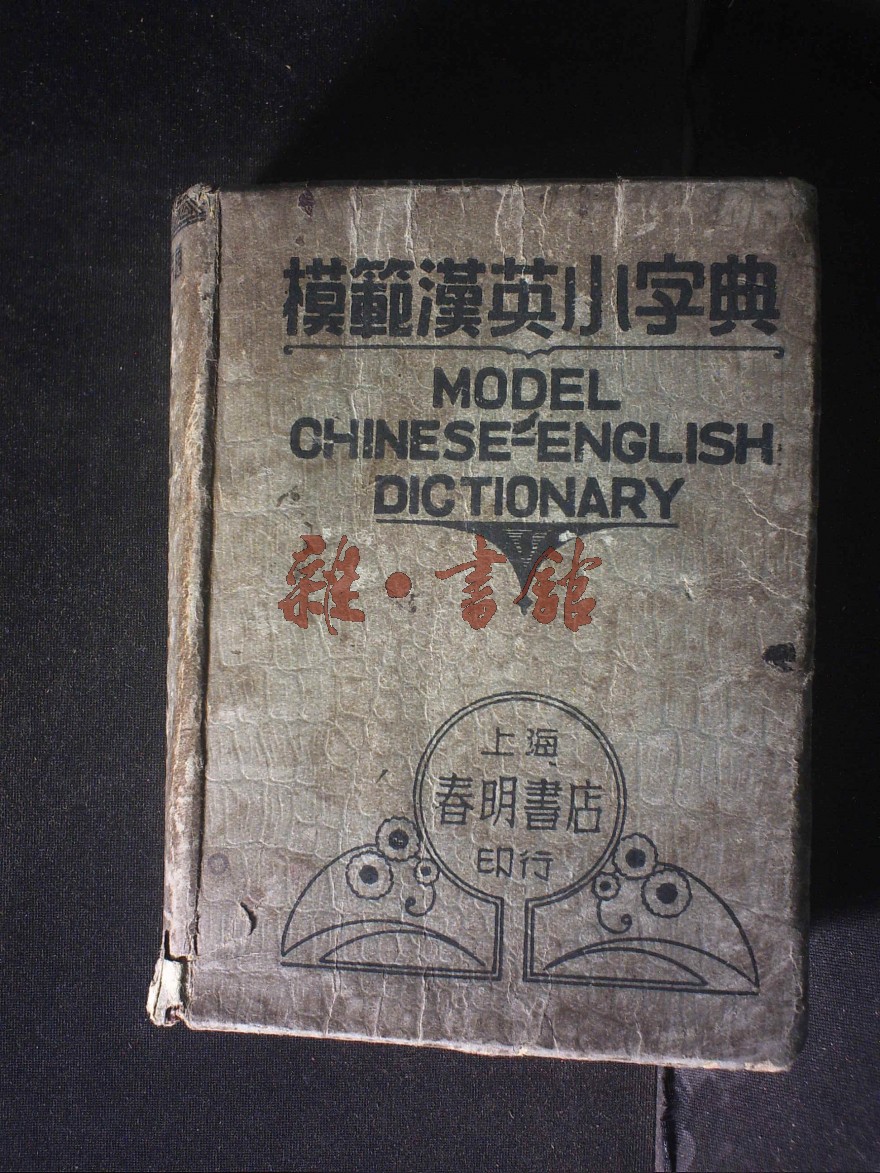 模範漢英小字典
MODEL
CHINESE-ENGLISH
DICTIONARY
雜·書館
上海
春明書店
印行